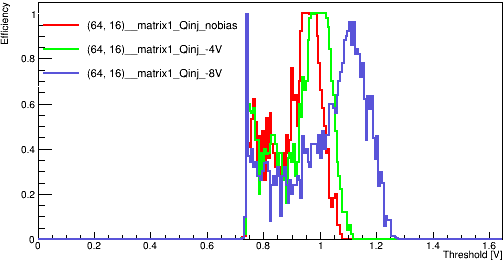 Efficiency
1
0.8
0.6
0.4
0.2
0
(64, 16)__matrix1_Qinj_nobias
(64, 16)__matrix1_Qinj_-4V
(64, 16)__matrix1_Qinj_-8V
0 0.2 0.4 0.6 0.8 1 1.2 1.4 1.6
Threshold [V]